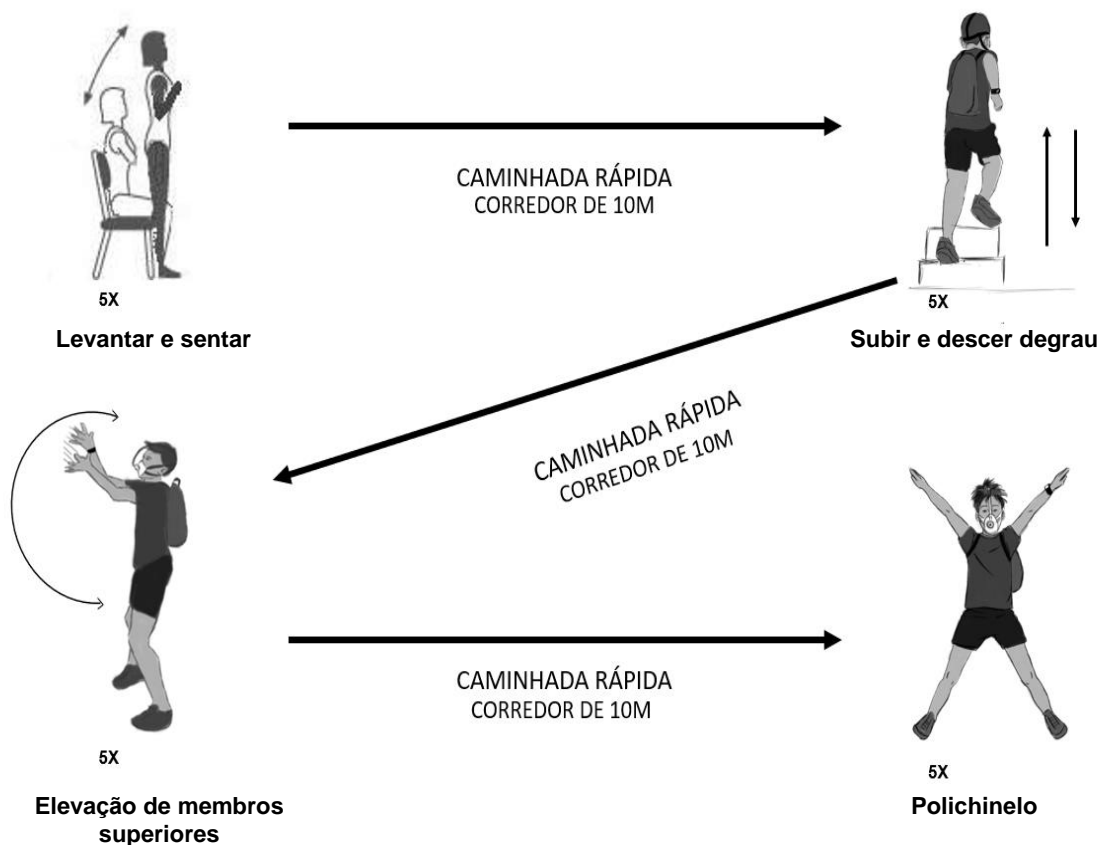 CAMINHADA RÁPIDA
CORREDOR DE 10M
5X
Levantar e sentar
5X
Subir e descer degrau
CAMINHADA RÁPIDA
CORREDOR DE 10M
5X
Elevação de membros
superiores
CAMINHADA RÁPIDA
CORREDOR DE 10M
5X
Polichinelo